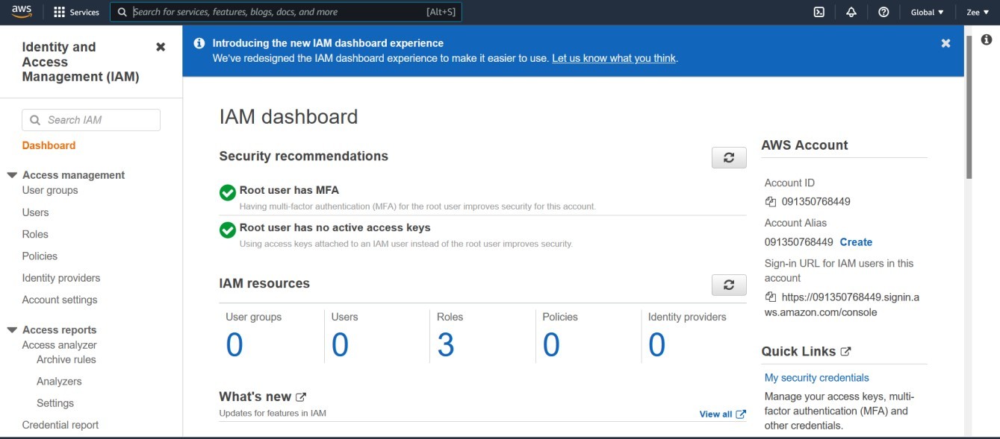 aws
Services
Search for services, features, blogs, docs, and more
[Alt+S]
Global
Zee
Identity and
Access
Management (IAM)
Search IAM
Dashboard
Access management
User groups
Users
Roles
Policies
Identity providers
Account settings
Access reports
Access analyzer
Archive rules
Analyzers
Settings
Credential report
Introducing the new IAM dashboard experience
We've redesigned the IAM dashboard experience to make it easier to use. Let us know what you think.
IAM dashboard
Security recommendations
Root user has MFA
Having multi-factor authentication (MFA) for the root user improves security for this account.
Root user has no active access keys
Using access keys attached to an IAM user instead of the root user improves security.
IAM resources
User groups
0
Users
0
Roles
3
Policies
0
Identity providers
0
What's new
Updates for features in IAM
View all
AWS Account
Account ID
091350768449
Account Alias
091350768449 Create
Sign-in URL for IAM users in this
account
https://091350768449.signin.a
ws.amazon.com/console
Quick Links
My security credentials
Manage your access keys, multi-
factor authentication (MFA) and
other credentials.